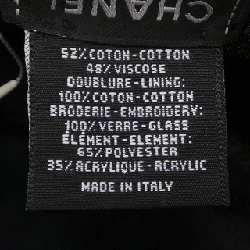 CHANEL
52% COTON-COTTON
48% VISCOSE
DOUBLURE-LINING:
100% COTON-COTTON
BRODERIE-EMBROIDERY:
100% VERRE-GLASS
ÉLÉMENT-ELEMENT:
65% POLYESTER
35% ACRYLIQUE-ACRYLIC
MADE IN ITALY